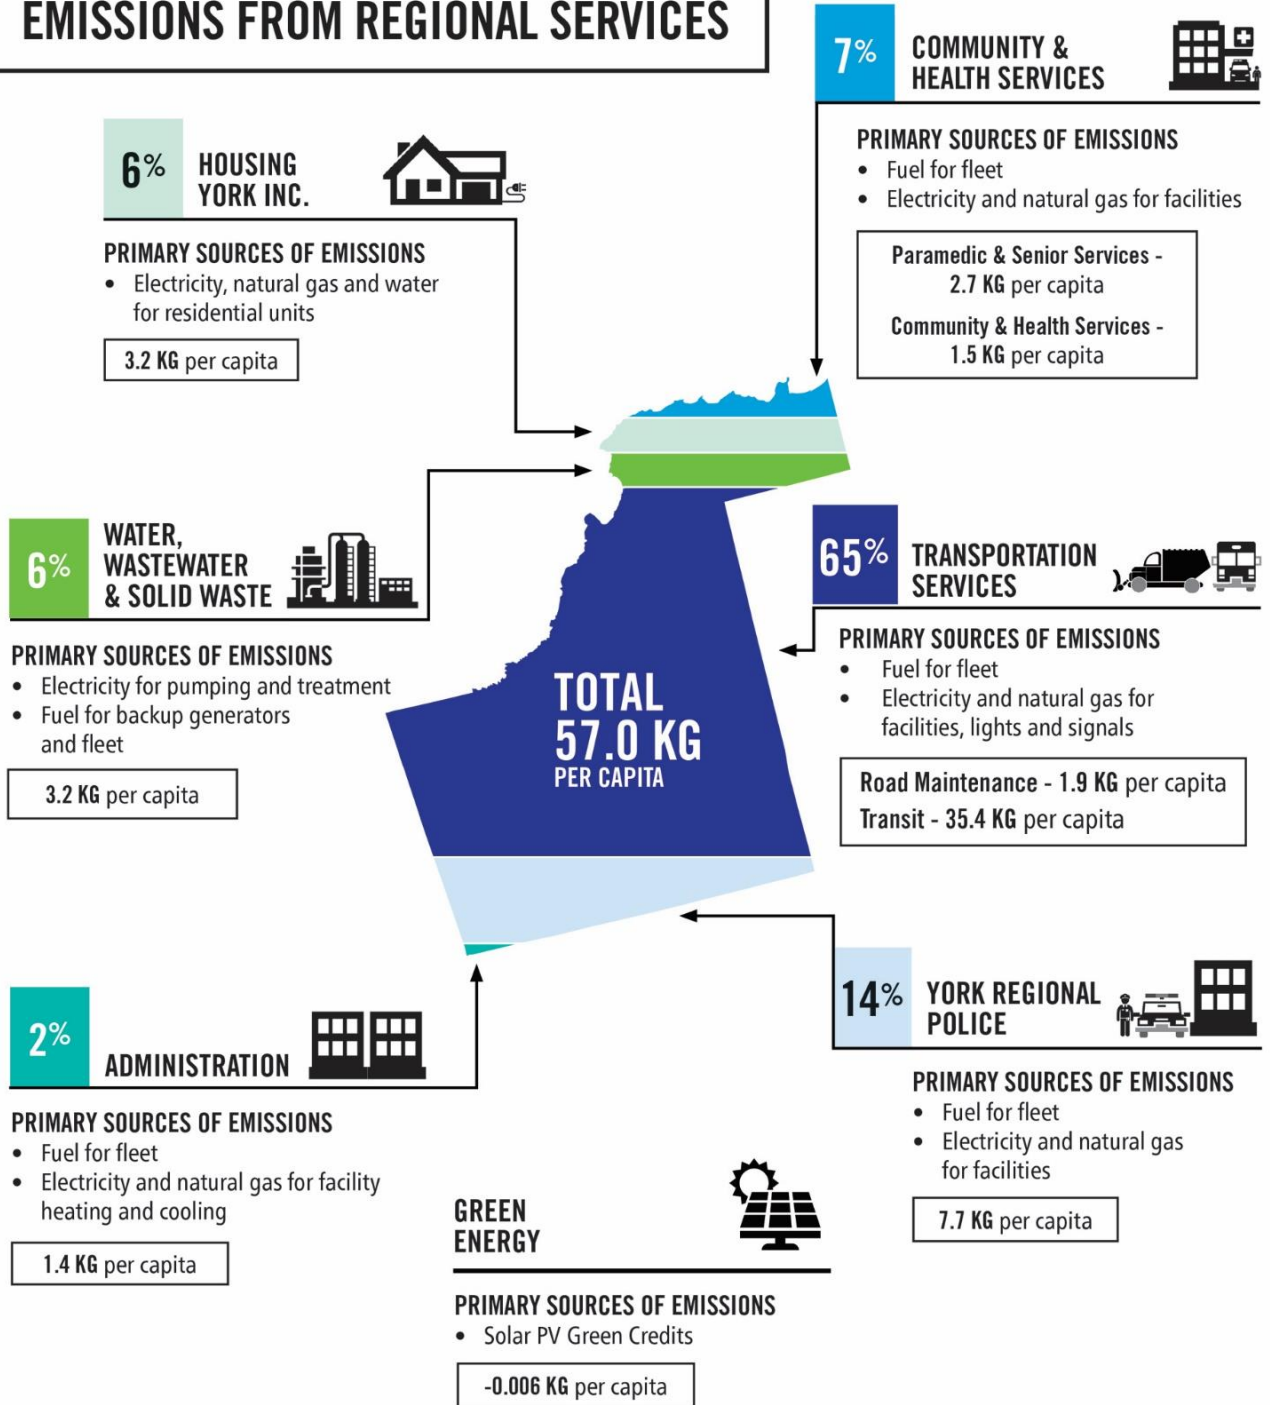 EMISSIONS FROM REGIONAL SERVICES
7%
COMMUNITY &
HEALTH SERVICES
PRIMARY SOURCES OF EMISSIONS
• Fuel for fleet
• Electricity and natural gas for facilities
Paramedic & Senior Services -
2.7 KG per capita
Community & Health Services -
1.5 KG per capita
6%
HOUSING
YORK INC.
PRIMARY SOURCES OF EMISSIONS
• Electricity, natural gas and water
for residential units
3.2 KG per capita
6%
WATER,
WASTEWATER
& SOLID WASTE
PRIMARY SOURCES OF EMISSIONS
• Electricity for pumping and treatment
• Fuel for backup generators
and fleet
3.2 KG per capita
TOTAL
57.0 KG
PER CAPITA
65%
TRANSPORTATION
SERVICES
PRIMARY SOURCES OF EMISSIONS
• Fuel for fleet
• Electricity and natural gas for
facilities, lights and signals
Road Maintenance - 1.9 KG per capita
Transit - 35.4 KG per capita
2%
ADMINISTRATION
PRIMARY SOURCES OF EMISSIONS
• Fuel for fleet
• Electricity and natural gas for facility
heating and cooling
1.4 KG per capita
14%
YORK REGIONAL
POLICE
PRIMARY SOURCES OF EMISSIONS
• Fuel for fleet
• Electricity and natural gas
for facilities
7.7 KG per capita
GREEN
ENERGY
PRIMARY SOURCES OF EMISSIONS
• Solar PV Green Credits
-0.006 KG per capita